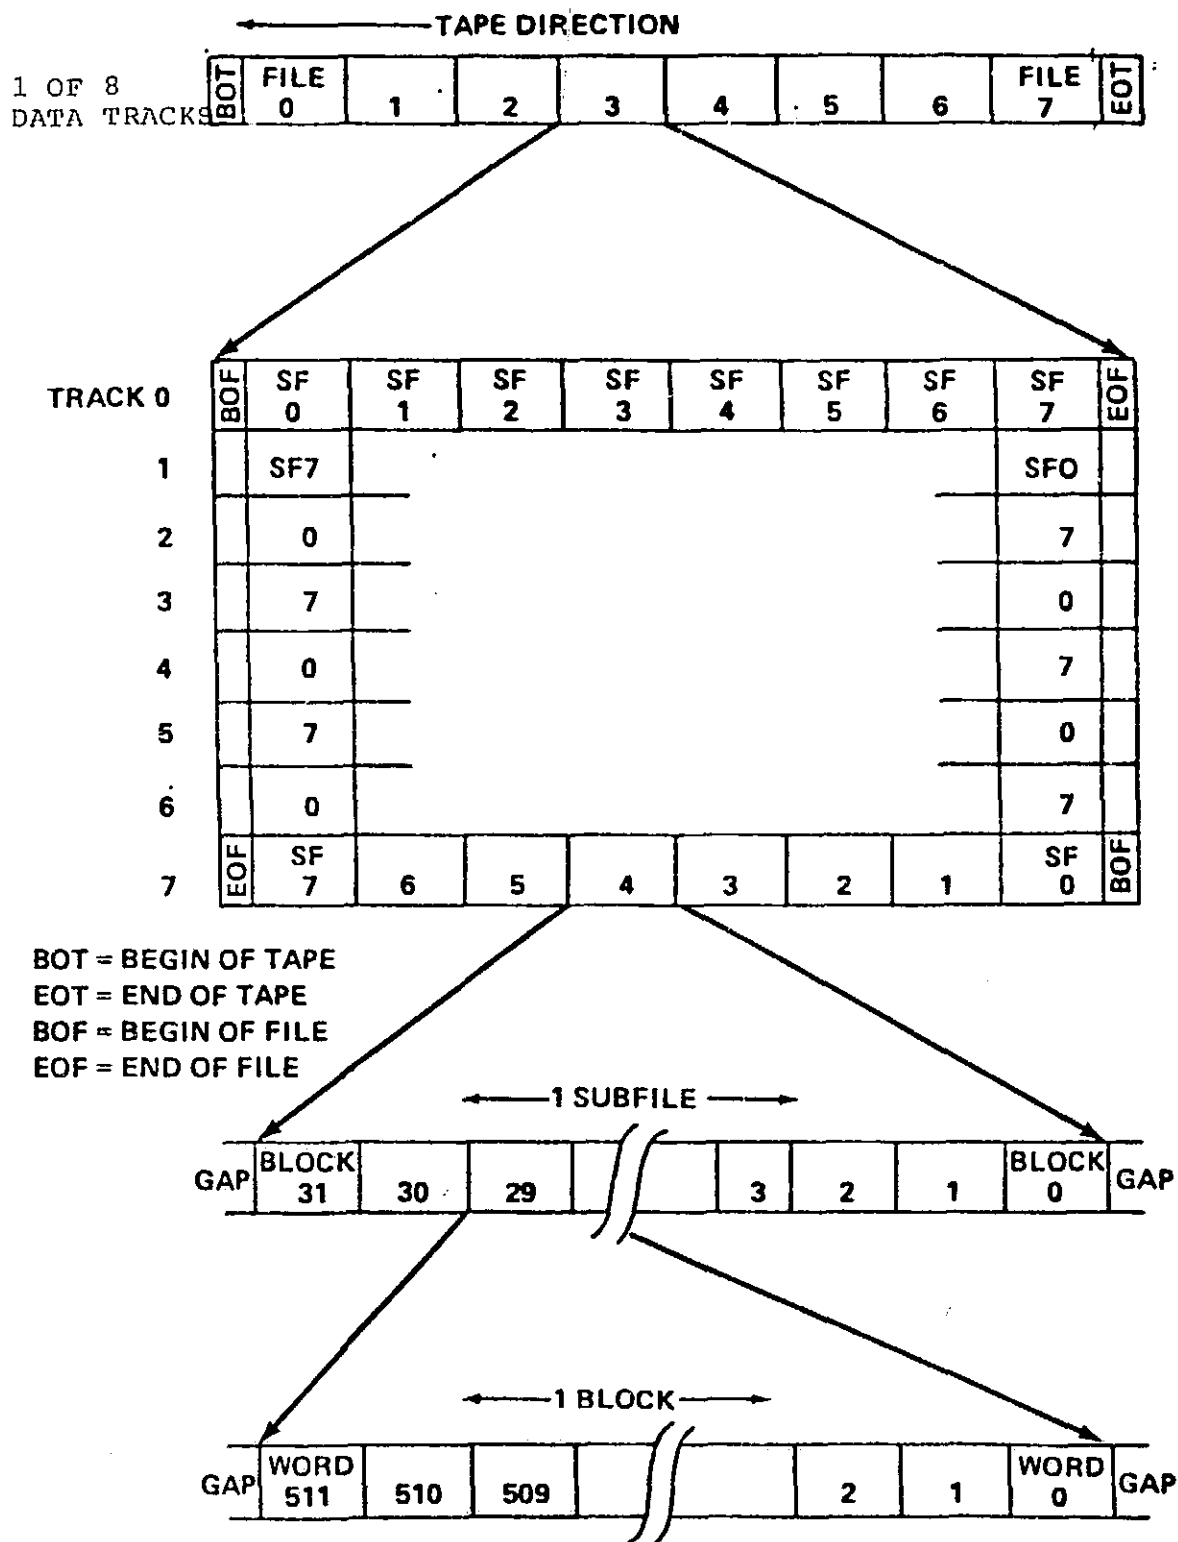 TAPE DIRECTION
1 OF 8
DATA TRACKS
BOT FILE 0 1 2 3 4 5 6 FILE 7 EOT
TRACK 0 BOF SF 0 SF 1 SF 2 SF 3 SF 4 SF 5 SF 6 SF 7 EOF
1 SF7 SF0
2 0 7
3 7 0
4 0 7
5 7 0
6 0 7
7 EOF SF 7 6 5 4 3 2 1 SF 0 BOF
BOT = BEGIN OF TAPE
EOT = END OF TAPE
BOF = BEGIN OF FILE
EOF = END OF FILE
1 SUBFILE
GAP BLOCK 31 30 29 3 2 1 BLOCK 0 GAP
1 BLOCK
GAP WORD 511 510 509 2 1 WORD 0 GAP